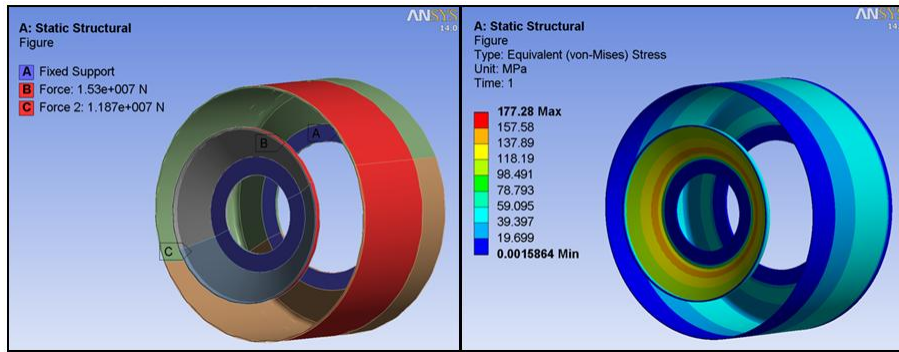 ANSYS
14.0
A: Static Structural
Figure
A Fixed Support
B Force: 1.53e+007 N
C Force 2: 1.187e+007 N
A
B
C
ANSYS
14.
A: Static Structural
Figure
Type: Equivalent (von-Mises) Stress
Unit: MPa
Time: 1
177.28 Max
157.58
137.89
118.19
98.491
78.793
59.095
39.397
19.699
0.0015864 Min